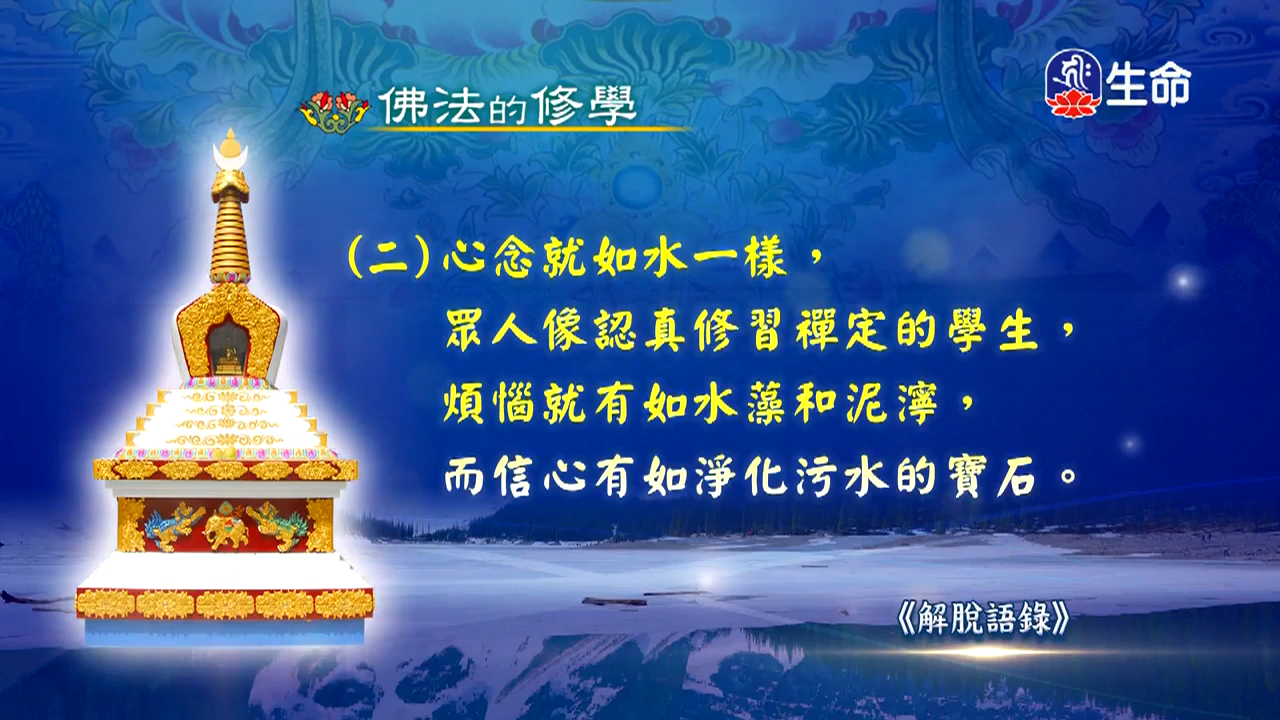 佛法的修學
生命
(二)心念就如水一樣，
眾人像認真修習禪定的學生，
煩惱就有如水藻和泥濘，
而信心有如淨化污水的寶石。
《解脫語錄》